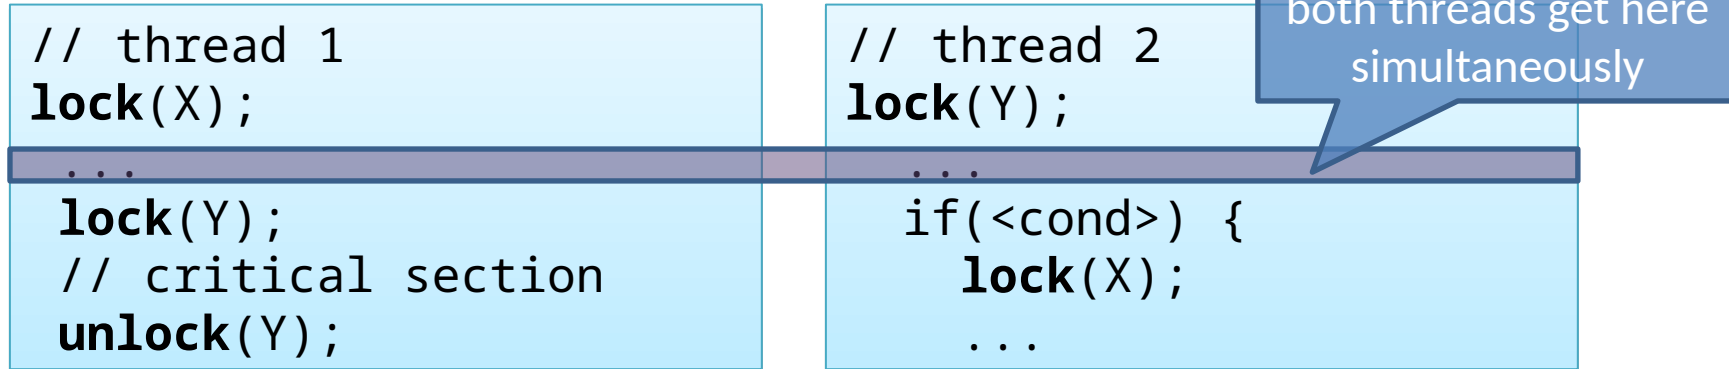 // thread 1
lock(X);
...
lock(Y);
// critical section
unlock(Y);
// thread 2
lock(Y);
...
if(<cond>) {
lock(X);
...
both threads get here
simultaneously